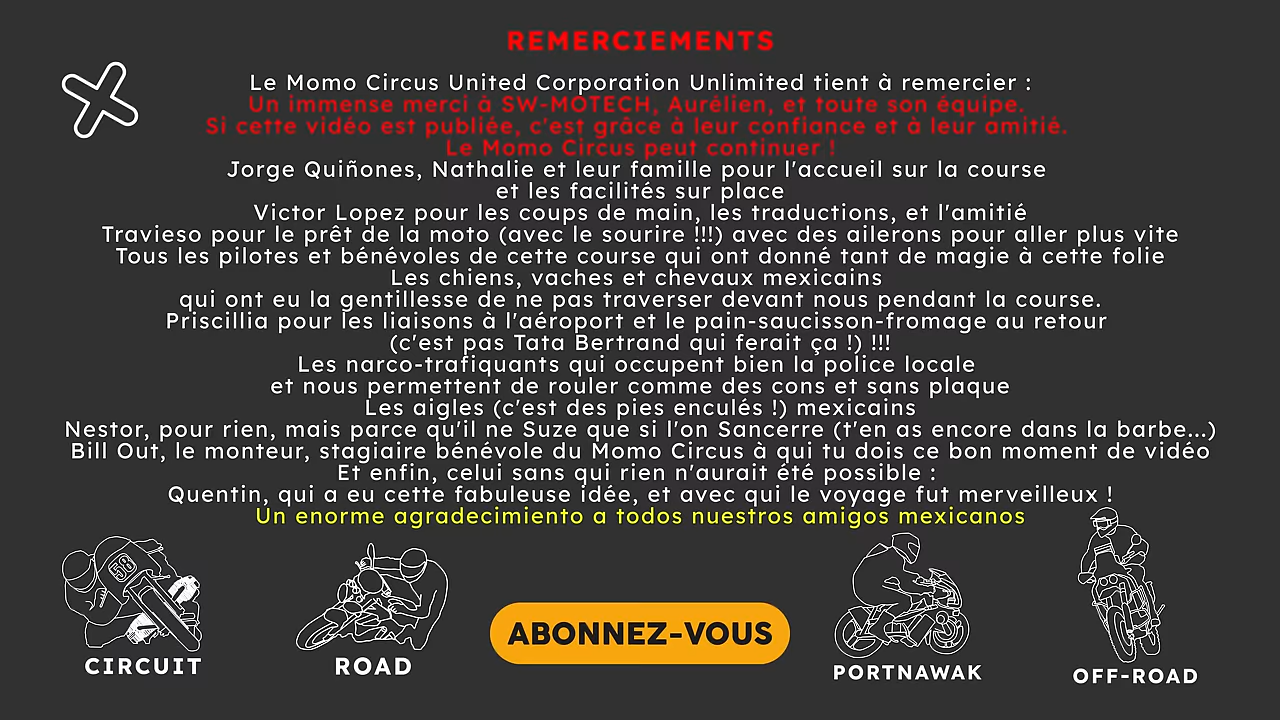 REMERCIEMENTS
Le Momo Circus United Corporation Unlimited tient à remercier :
Un immense merci à SW-MOTECH, Aurélien, et toute son équipe.
Si cette vidéo est publiée, c'est grâce à leur confiance et à leur amitié.
Le Momo Circus peut continuer !
Jorge Quiñones, Nathalie et leur famille pour l'accueil sur la course
et les facilités sur place
Victor Lopez pour les coups de main, les traductions, et l'amitié
Travieso pour le prêt de la moto (avec le sourire !!!) avec des ailerons pour aller plus vite
Tous les pilotes et bénévoles de cette course qui ont donné tant de magie à cette folie
Les chiens, vaches et chevaux mexicains
qui ont eu la gentillesse de ne pas traverser devant nous pendant la course.
Priscillia pour les liaisons à l'aéroport et le pain-saucisson-fromage au retour
(c'est pas Tata Bertrand qui ferait ça !) !!!
Les narco-trafiquants qui occupent bien la police locale
et nous permettent de rouler comme des cons et sans plaque
Les aigles (c'est des pies enculés !) mexicains
Nestor, pour rien, mais parce qu'il ne Suze que si l'on Sancerre (t'en as encore dans la barbe...)
Bill Out, le monteur, stagiaire bénévole du Momo Circus à qui tu dois ce bon moment de vidéo
Et enfin, celui sans qui rien n'aurait été possible :
Quentin, qui a eu cette fabuleuse idée, et avec qui le voyage fut merveilleux !
Un enorme agradecimiento a todos nuestros amigos mexicanos
58
CIRCUIT
ROAD
ABONNEZ-VOUS
PORTNAWAK
OFF-ROAD